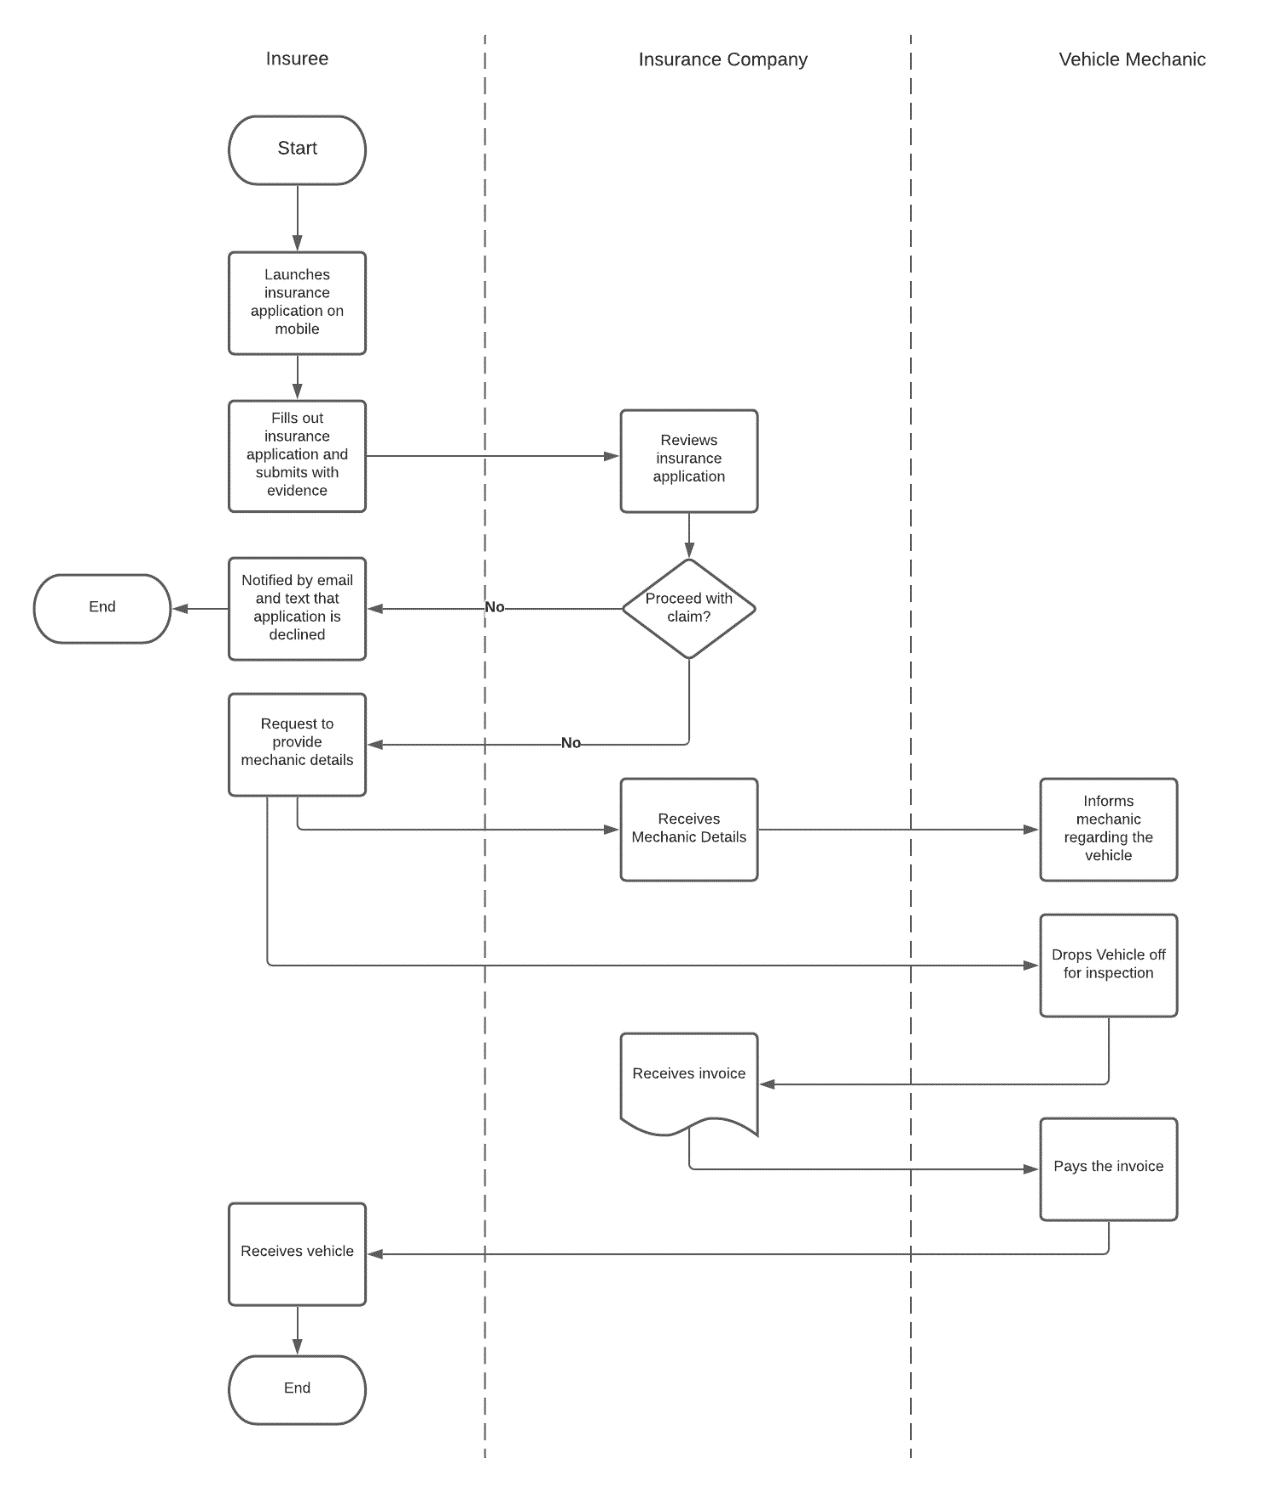 Insuree
Insurance Company
Vehicle Mechanic
Start
Launches
insurance
application on
mobile
Fills out
insurance
application and
submits with
evidence
Reviews
insurance
application
End
Notified by email
and text that
application is
declined
No
Proceed with
claim?
Request to
provide
mechanic details
No
Receives
Mechanic Details
Informs
mechanic
regarding the
vehicle
Drops Vehicle off
for inspection
Receives invoice
Pays the invoice
Receives vehicle
End